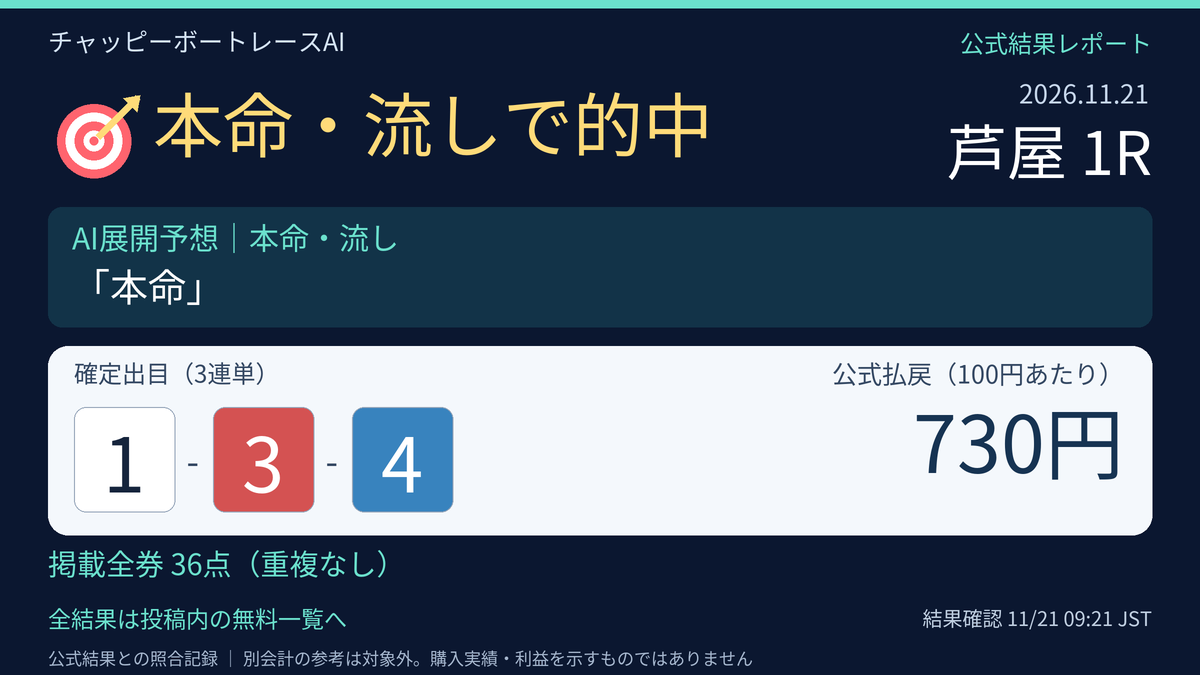 チャッピーボートレースAI
公式結果レポート
2026.11.21
本命・流しで的中
芦屋 1R
AI展開予想｜本命・流し
「本命」
確定出目（3連単）
公式払戻（100円あたり）
1 - 3 - 4
730円
掲載全券 36点（重複なし）
全結果は投稿内の無料一覧へ
結果確認 11/21 09:21 JST
公式結果との照合記録 ｜ 別会計の参考は対象外。購入実績・利益を示すものではありません